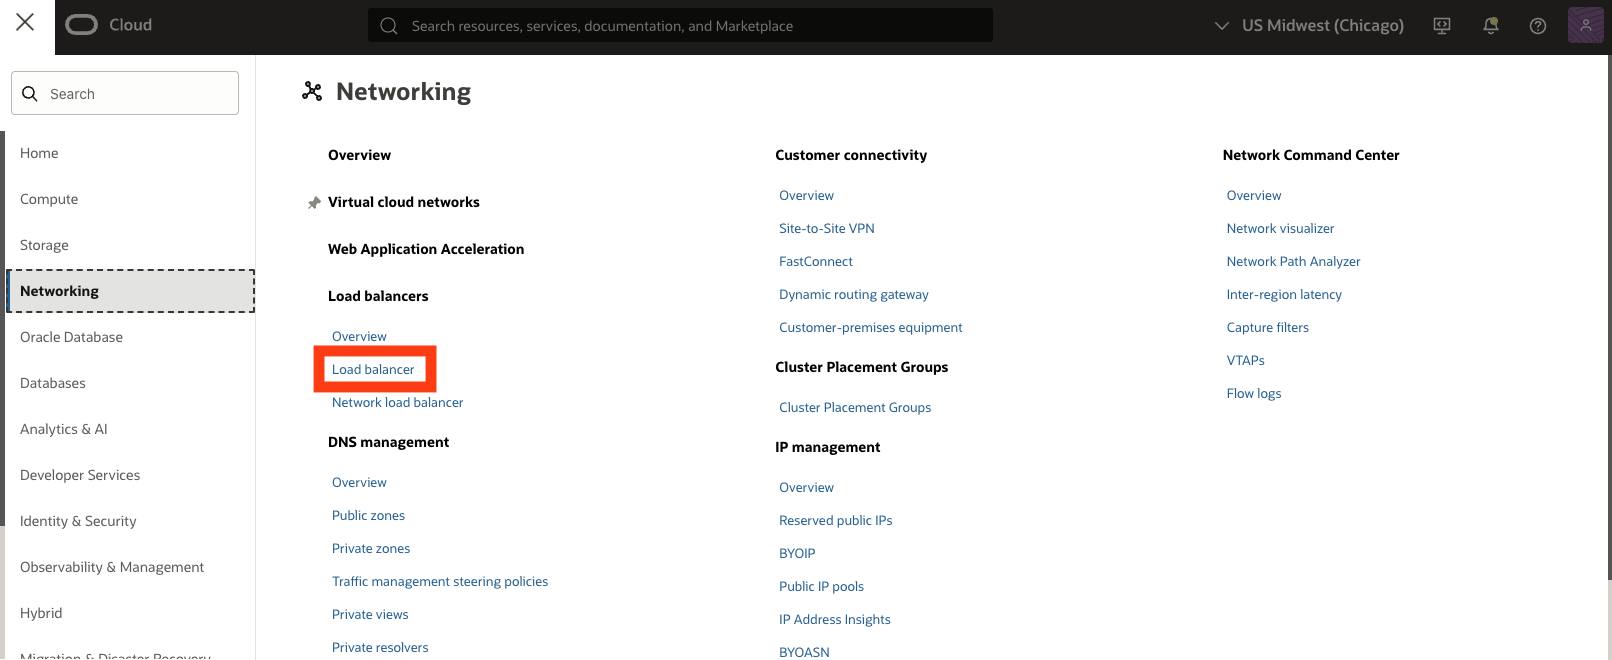 Cloud
Search resources, services, documentation, and Marketplace
US Midwest (Chicago)
Search
Home
Compute
Storage
Networking
Oracle Database
Databases
Analytics & AI
Developer Services
Identity & Security
Observability & Management
Hybrid
Migration & Disaster Recovery
Networking
Overview
Virtual cloud networks
Web Application Acceleration
Load balancers
Overview
Load balancer
Network load balancer
DNS management
Overview
Public zones
Private zones
Traffic management steering policies
Private views
Private resolvers
Customer connectivity
Overview
Site-to-Site VPN
FastConnect
Dynamic routing gateway
Customer-premises equipment
Cluster Placement Groups
Cluster Placement Groups
IP management
Overview
Reserved public IPs
BYOIP
Public IP pools
IP Address Insights
BYOASN
Network Command Center
Overview
Network visualizer
Network Path Analyzer
Inter-region latency
Capture filters
VTAPs
Flow logs